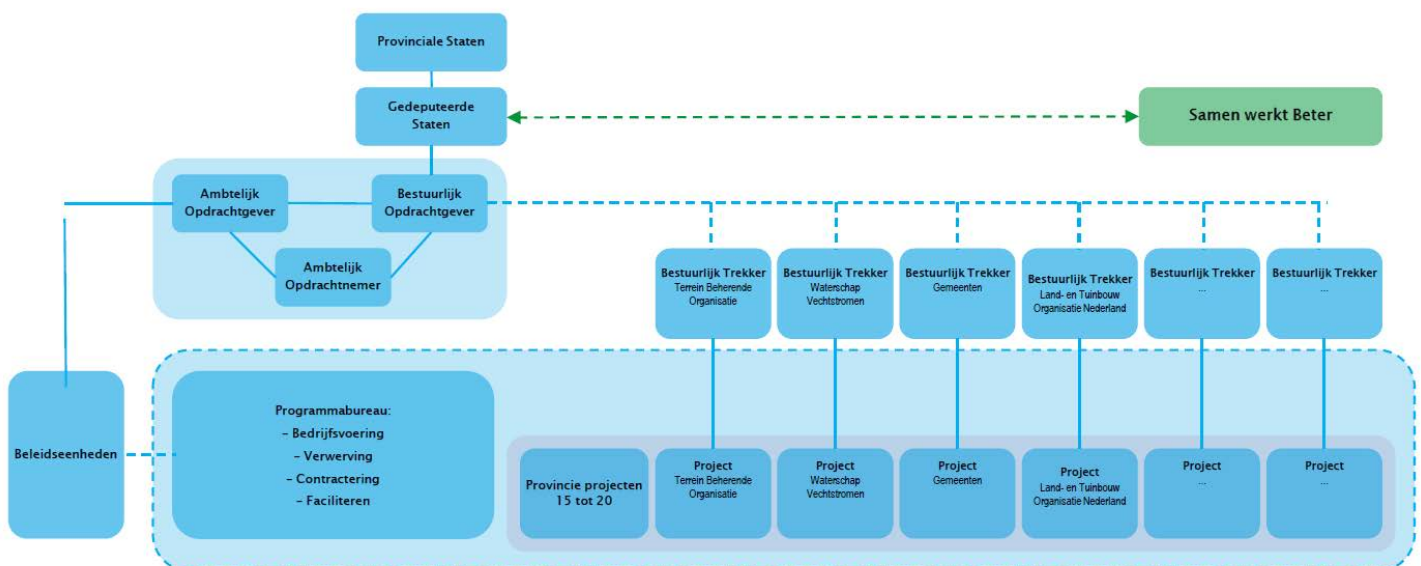 Provinciale Staten
Gedeputeerde
Staten
Samen werkt Beter
Ambtelijk
Opdrachtgever
Bestuurlijk
Opdrachtgever
Ambtelijk
Opdrachtnemer
Bestuurlijk Trekker
Terrein Beherende
Organisatie
Bestuurlijk Trekker
Waterschap
Vechtstromen
Bestuurlijk Trekker
Gemeenten
Bestuurlijk Trekker
Land- en Tuinbouw
Organisatie Nederland
Bestuurlijk Trekker
...
Bestuurlijk Trekker
...
Beleidseenheden
Programmabureau:
– Bedrijfsvoering
– Verwerving
– Contractering
– Faciliteren
Provincie projecten
15 tot 20
Project
Terrein Beherende
Organisatie
Project
Waterschap
Vechtstromen
Project
Gemeenten
Project
Land- en Tuinbouw
Organisatie Nederland
Project
...
Project
...